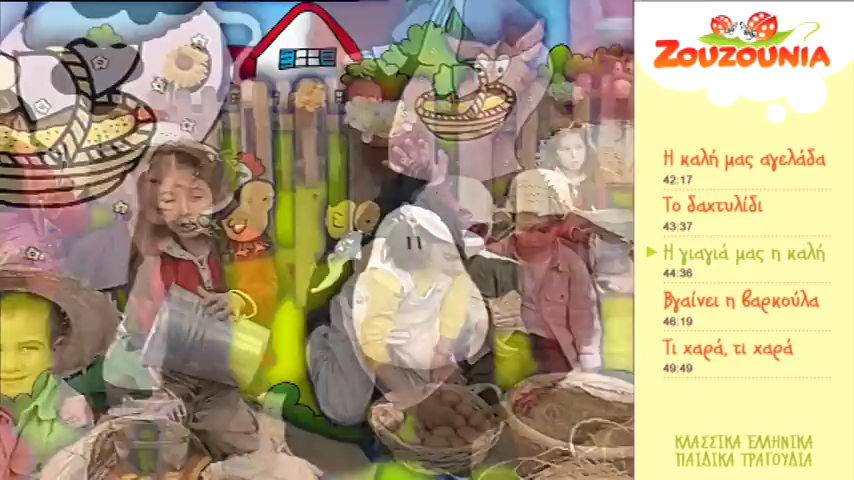 ZOUZOUNIA
Η καλή μας αγελάδα
42:17
Το δαχτυλίδι
43:37
Η γιαγιά μας η καλή
44:36
Βγαίνει η βαρκούλα
46:19
Τι χαρά, τι χαρά
49:49
ΚΛΑΣΣΙΚΑ ΕΛΛΗΝΙΚΑ
ΠΑΙΔΙΚΑ ΤΡΑΓΟΥΔΙΑ